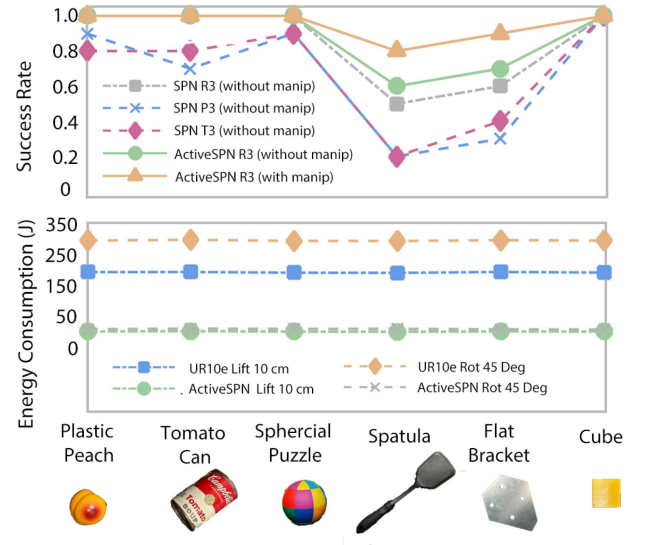 1.0
0.8
0.6
0.4
0.2
0
Success Rate
SPN R3 (without manip)
SPN P3 (without manip)
SPN T3 (without manip)
ActiveSPN R3 (without manip)
ActiveSPN R3 (with manip)
350
250
150
50
0
Energy Consumption (J)
UR10e Lift 10 cm
UR10e Rot 45 Deg
ActiveSPN Lift 10 cm
ActiveSPN Rot 45 Deg
Plastic
Peach
Tomato
Can
Sphercial
Puzzle
Spatula
Flat
Bracket
Cube
Campbell's
Tomato
SOUP